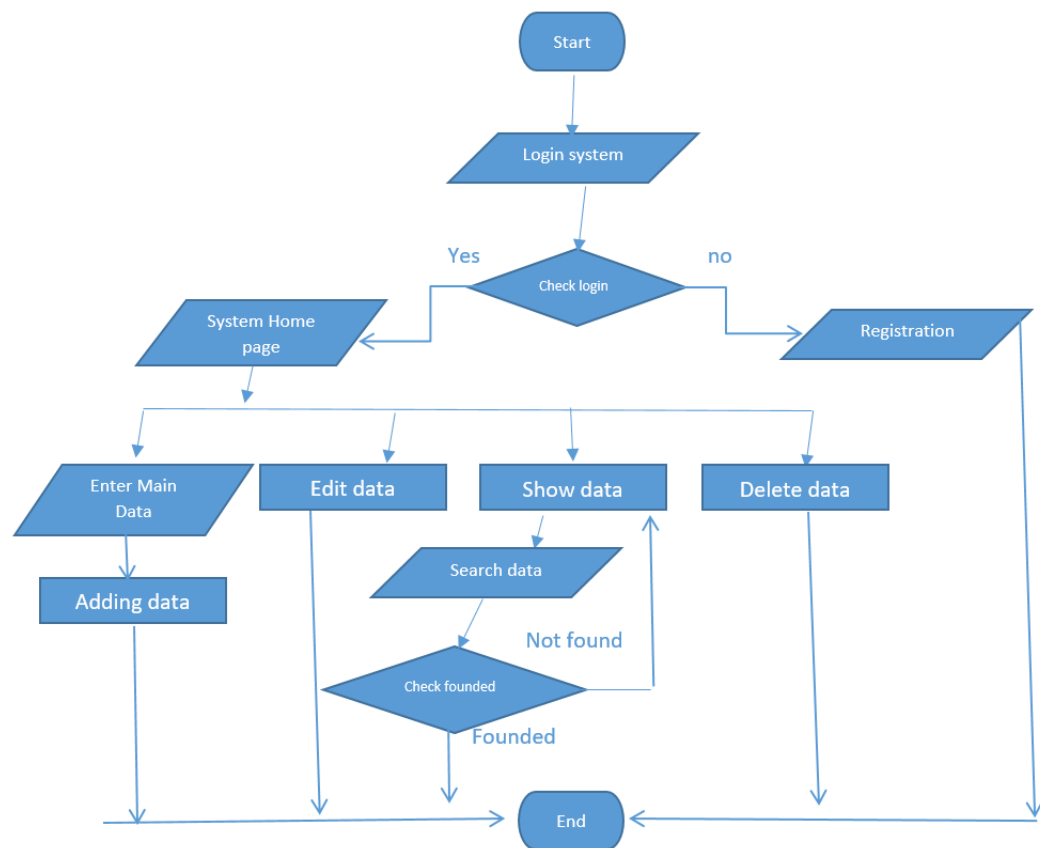 Start
Login system
Yes
no
Check login
System Home
page
Registration
Enter Main
Data
Edit data
Show data
Delete data
Search data
Adding data
Not found
Check founded
Founded
End